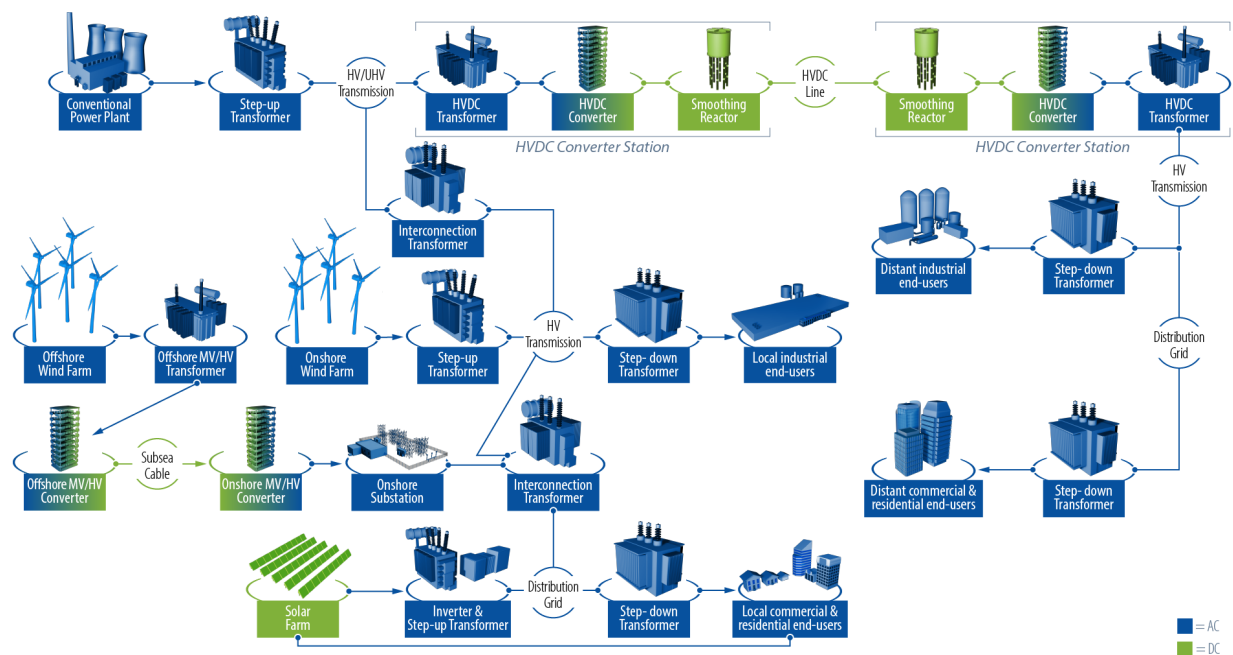 Conventional
Power Plant
Step-up
Transformer
HV/UHV
Transmission
HVDC
Transformer
HVDC
Converter
Smoothing
Reactor
HVDC
Line
Smoothing
Reactor
HVDC
Converter
HVDC
Transformer
HVDC Converter Station
HVDC Converter Station
HV
Transmission
Interconnection
Transformer
Distant industrial
end-users
Step-down
Transformer
Offshore
Wind Farm
Offshore MV/HV
Transformer
Onshore
Wind Farm
Step-up
Transformer
HV
Transmission
Step- down
Transformer
Local industrial
end-users
Distribution
Grid
Offshore MV/HV
Converter
Subsea
Cable
Onshore MV/HV
Converter
Onshore
Substation
Interconnection
Transformer
Distant commercial &
residential end-users
Step- down
Transformer
Solar
Farm
Inverter &
Step-up Transformer
Distribution
Grid
Step- down
Transformer
Local commercial &
residential end-users
= AC
= DC